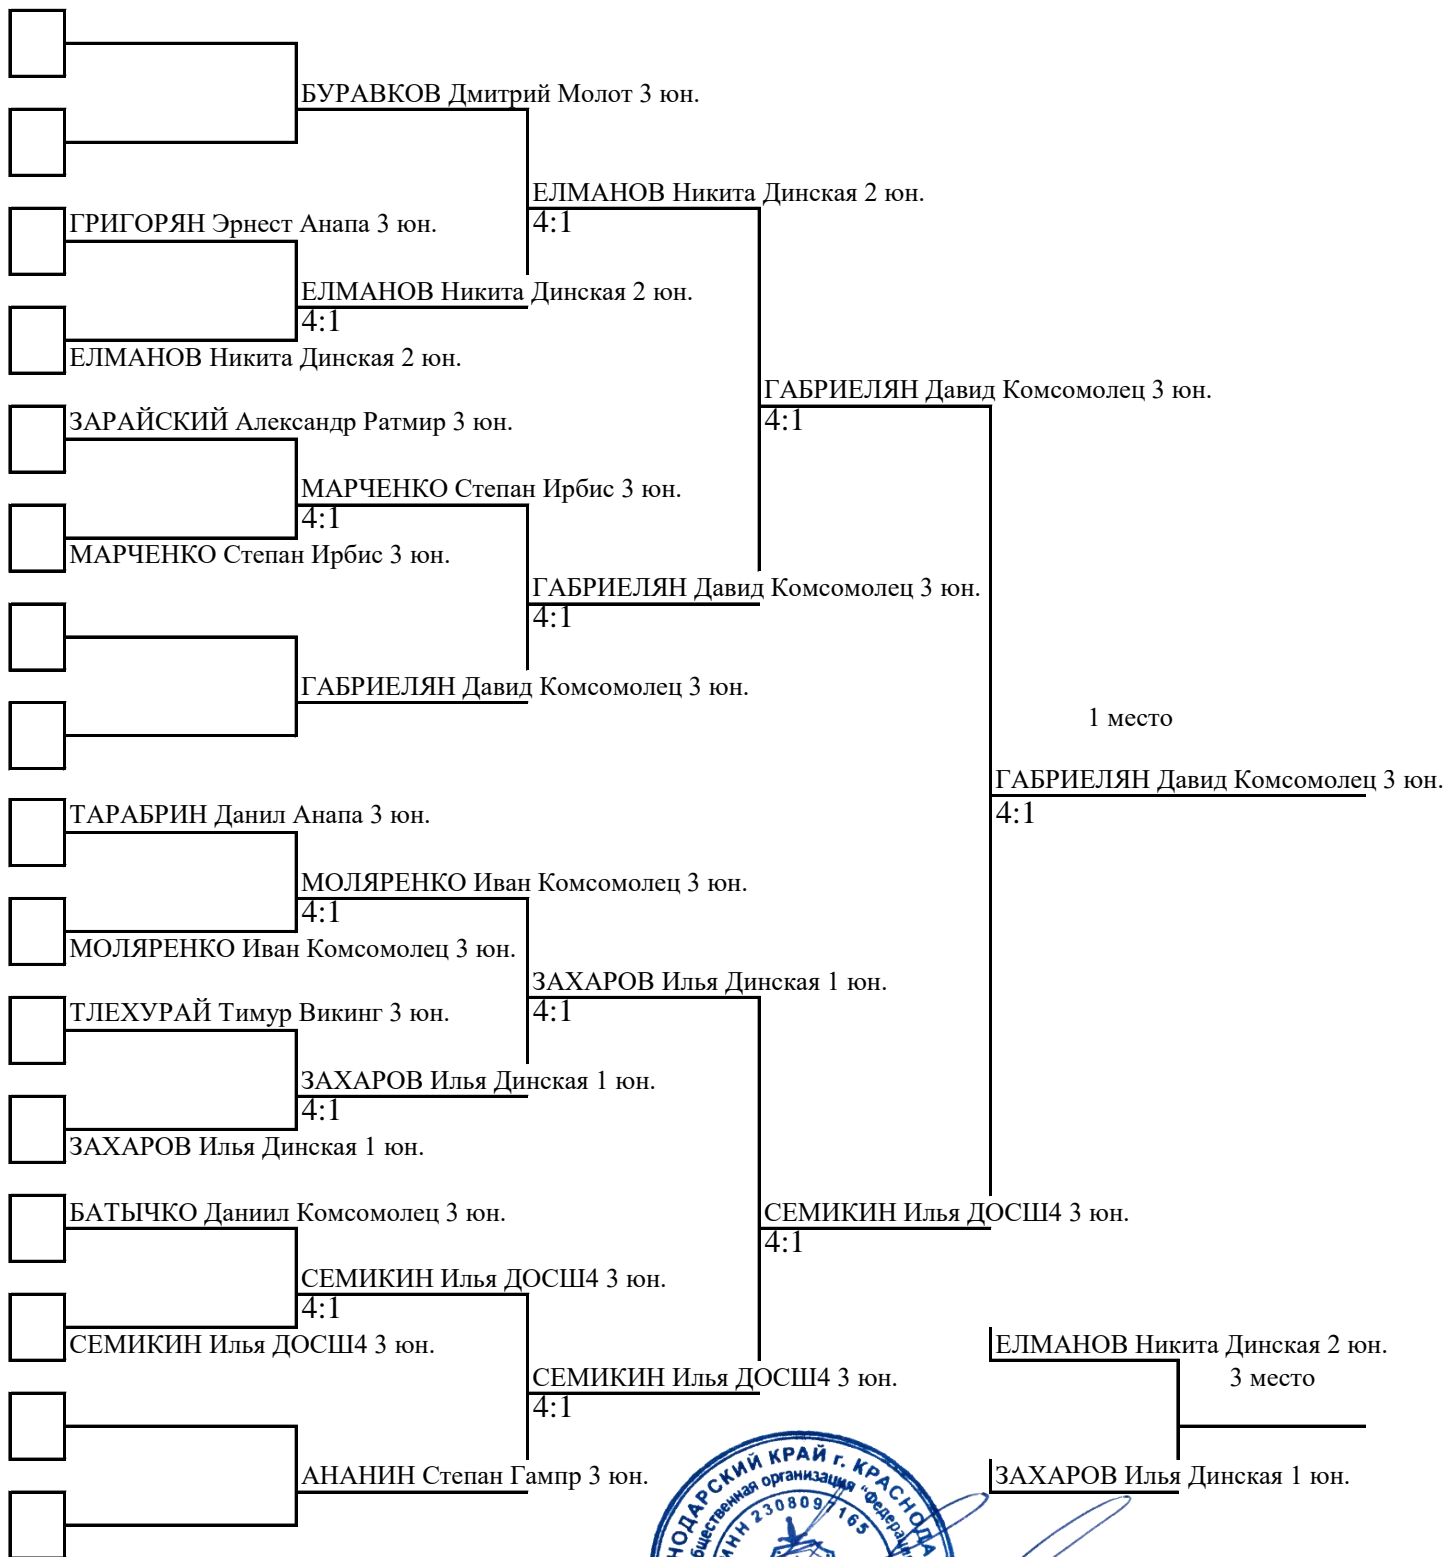 БУРАВКОВ Дмитрий Молот 3 юн.
ЕЛМАНОВ Никита Динская 2 юн.
4:1
ГРИГОРЯН Эрнест Анапа 3 юн.
ЕЛМАНОВ Никита Динская 2 юн.
4:1
ЕЛМАНОВ Никита Динская 2 юн.
ГАБРИЕЛЯН Давид Комсомолец 3 юн.
4:1
ЗАРАЙСКИЙ Александр Ратмир 3 юн.
МАРЧЕНКО Степан Ирбис 3 юн.
4:1
МАРЧЕНКО Степан Ирбис 3 юн.
ГАБРИЕЛЯН Давид Комсомолец 3 юн.
4:1
ГАБРИЕЛЯН Давид Комсомолец 3 юн.
1 место
ГАБРИЕЛЯН Давид Комсомолец 3 юн.
4:1
ТАРАБРИН Данил Анапа 3 юн.
МОЛЯРЕНКО Иван Комсомолец 3 юн.
4:1
МОЛЯРЕНКО Иван Комсомолец 3 юн.
ЗАХАРОВ Илья Динская 1 юн.
4:1
ТЛЕХУРАЙ Тимур Викинг 3 юн.
ЗАХАРОВ Илья Динская 1 юн.
4:1
ЗАХАРОВ Илья Динская 1 юн.
БАТЫЧКО Даниил Комсомолец 3 юн.
СЕМИКИН Илья ДОСШ4 3 юн.
4:1
СЕМИКИН Илья ДОСШ4 3 юн.
4:1
СЕМИКИН Илья ДОСШ4 3 юн.
ЕЛМАНОВ Никита Динская 2 юн.
3 место
СЕМИКИН Илья ДОСШ4 3 юн.
4:1
АНАНИН Степан Гампр 3 юн.
ЗАХАРОВ Илья Динская 1 юн.
НОДАРСКИЙ КРАЙ г. КРАСНОДА
бщественная организация "Федерации
ИНН 2308097165